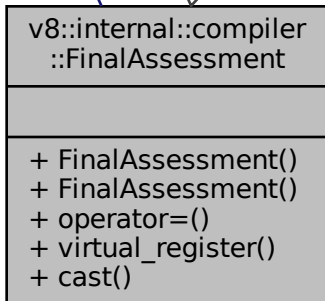 v8::internal::compiler
::FinalAssessment
+ FinalAssessment()
+ FinalAssessment()
+ operator=()
+ virtual_register()
+ cast()